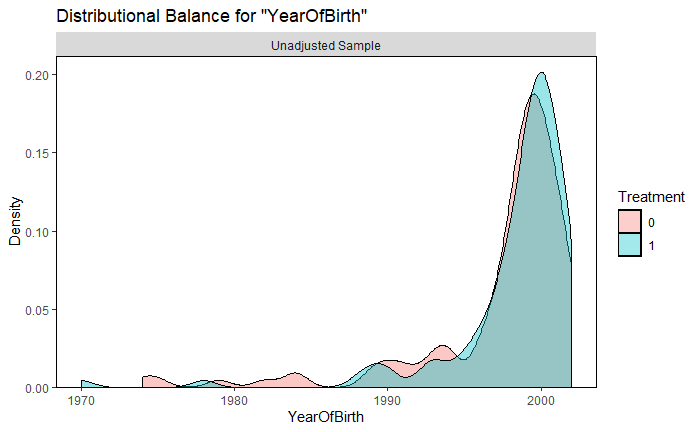 Distributional Balance for "YearOfBirth"
Unadjusted Sample
0.20
0.15
0.10
0.05
0.00
Density
1970
1980
1990
2000
YearOfBirth
Treatment
0
1